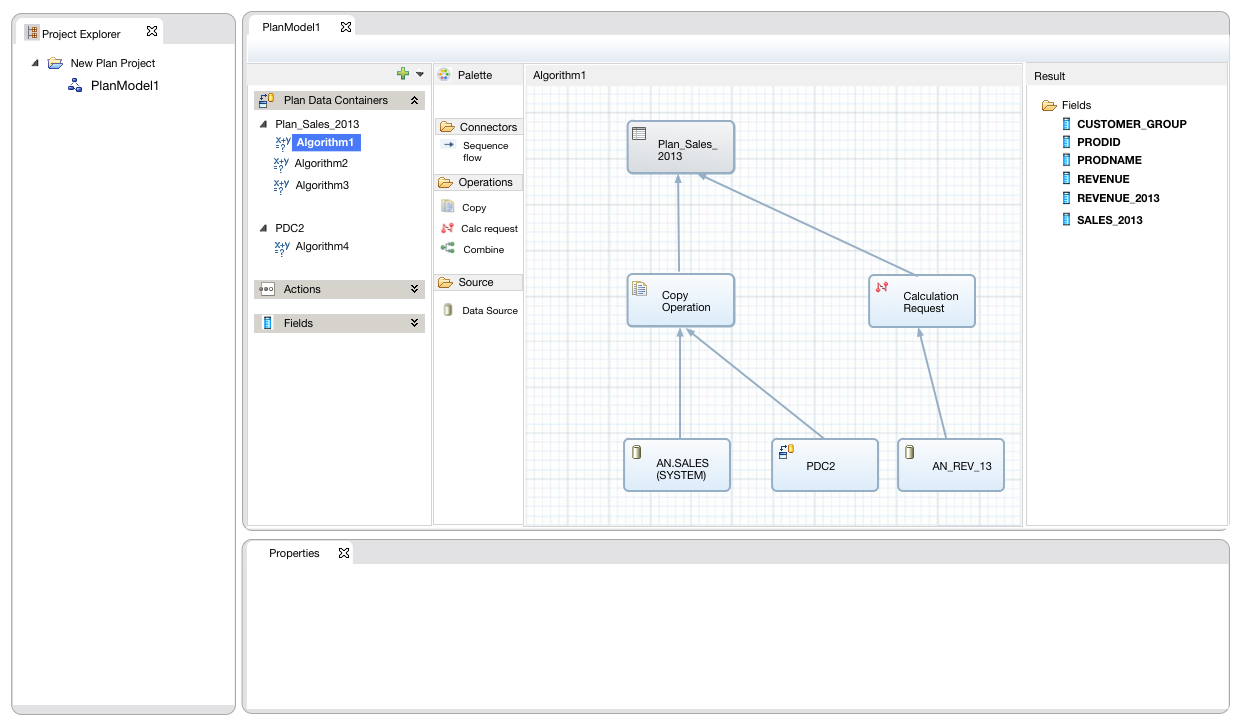 Project Explorer
New Plan Project
PlanModel1
PlanModel1
Plan Data Containers
Plan_Sales_2013
x+y
=?
Algorithm1
x+y
=?
Algorithm2
x+y
=?
Algorithm3
PDC2
x+y
=?
Algorithm4
Actions
Fields
Palette
Connectors
Sequence
flow
Operations
Copy
Calc request
Combine
Source
Data Source
Algorithm1
Plan_Sales_
2013
Copy
Operation
Calculation
Request
AN.SALES
(SYSTEM)
PDC2
AN_REV_13
Result
Fields
CUSTOMER_GROUP
PRODID
PRODNAME
REVENUE
REVENUE_2013
SALES_2013
Properties